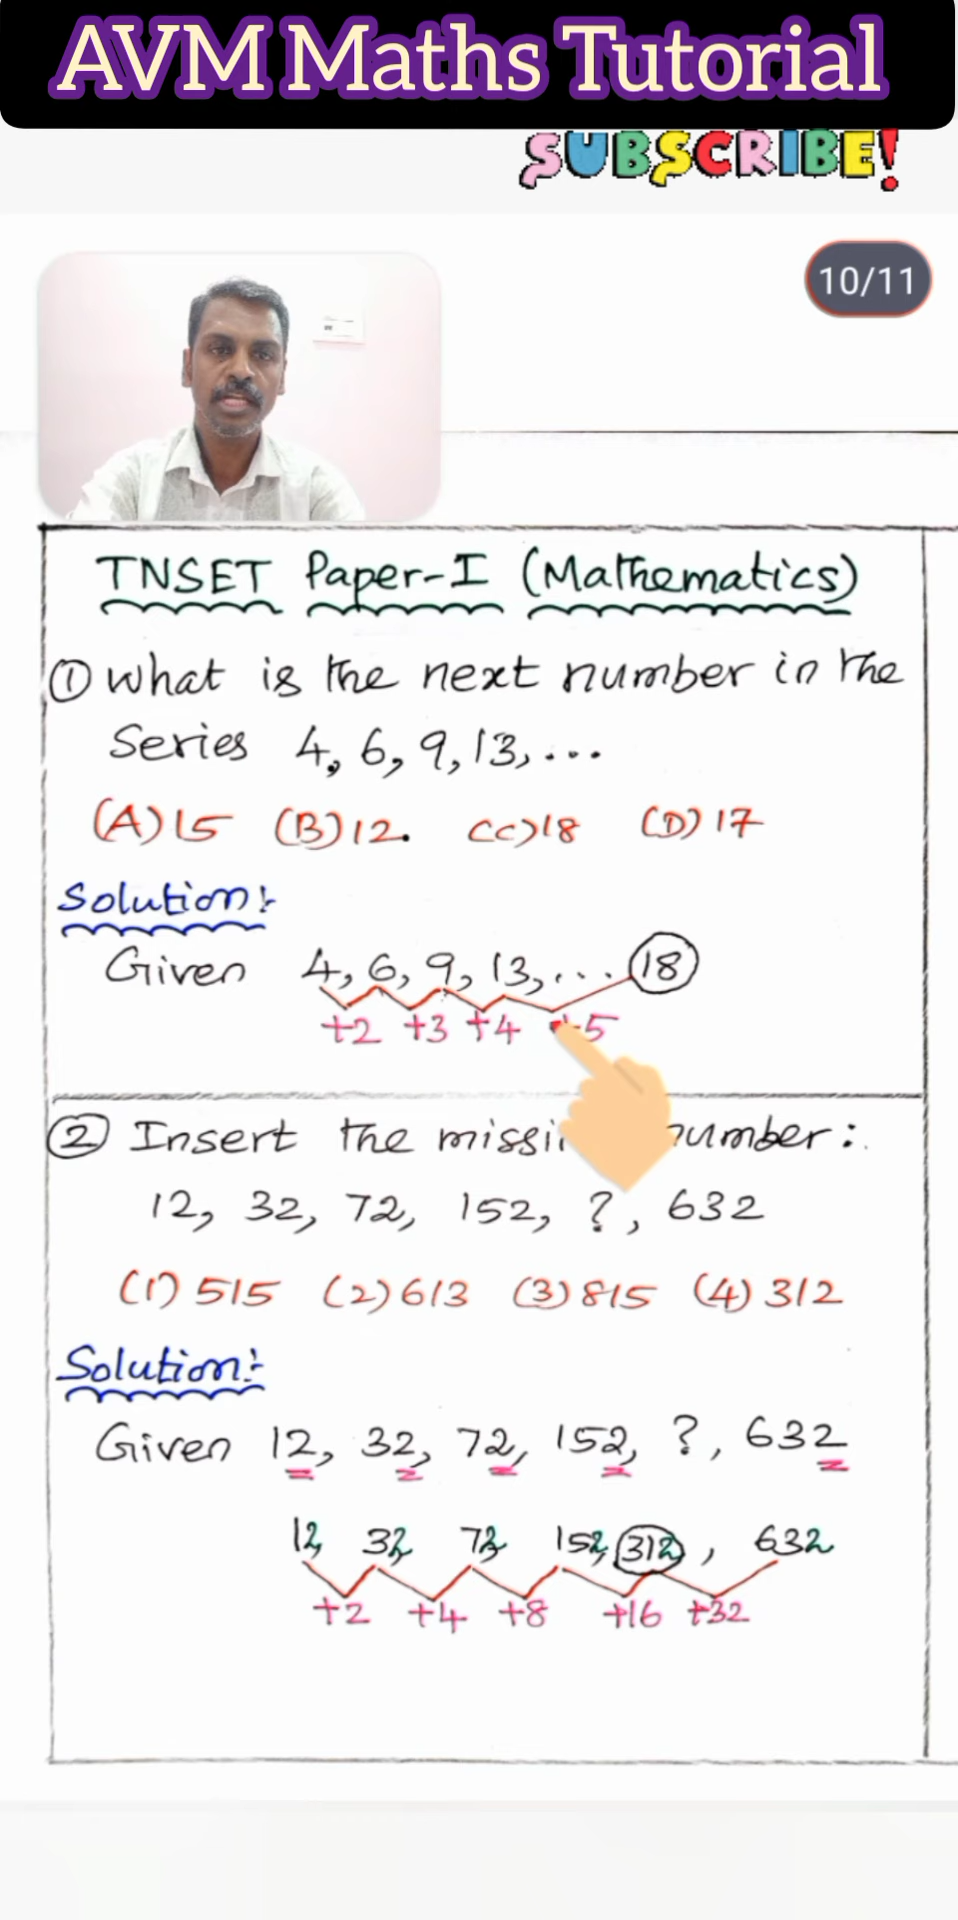 AVM Maths Tutorial
SUBSCRIBE!
10/11
TNSET Paper-I (Mathematics)
① What is the next number in the
Series 4, 6, 9, 13, ...
(A) 15 (B) 12. (C) 18 (D) 17
Solution:-
Given 4, 6, 9, 13, ... 18
+2 +3 +4 +5
② Insert the number:
12, 32, 72, 152, ?, 632
(1) 515 (2) 613 (3) 815 (4) 312
Solution:-
Given 12, 32, 72, 152, ?, 632
12, 32, 72, 152, 312, 632
+2 +4 +8 +16 +32